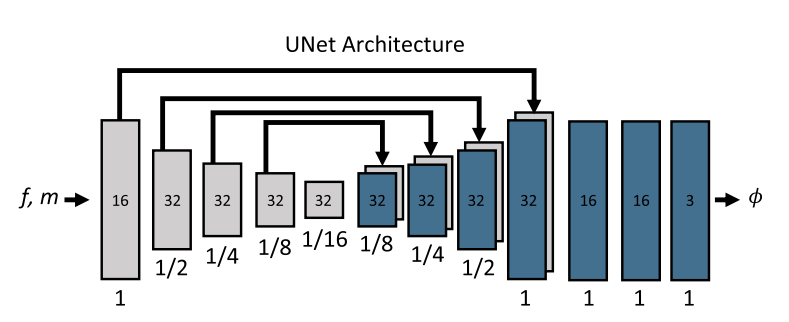 UNet Architecture
f, m
16 32 32 32 32 32 32 32 32 16 16 3
ϕ
1 1/2 1/4 1/8 1/16 1/8 1/4 1/2 1 1 1 1